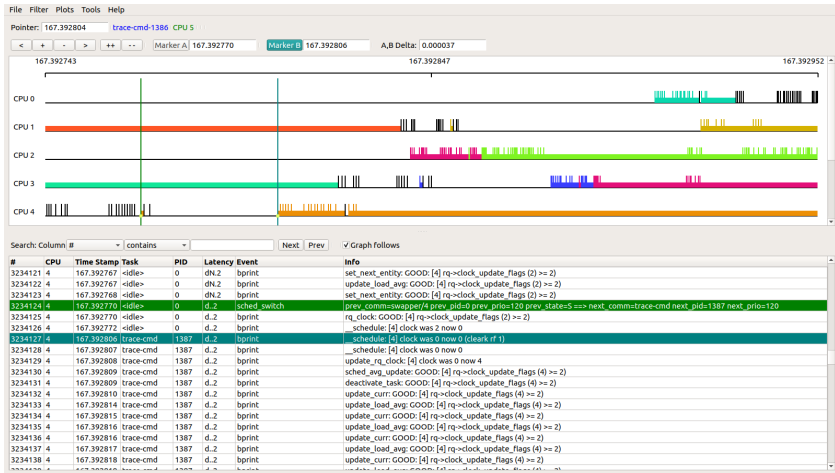 File Filter Plots Tools Help
Pointer: 167.392804 trace-cmd-1386 CPU 5
< + - > ++ -- Marker A 167.392770 Marker B 167.392806 A,B Delta: 0.000037
167.392743 167.392847 167.392952
CPU 0
CPU 1
CPU 2
CPU 3
CPU 4
Search: Column # contains Next Prev Graph follows
# CPU Time Stamp Task PID Latency Event Info
3234121 4 167.392767 <idle> 0 dN.2 bprint set_next_entity: GOOD: [4] rq->clock_update_flags (2) >= 2)
3234122 4 167.392767 <idle> 0 dN.2 bprint update_load_avg: GOOD: [4] rq->clock_update_flags (2) >= 2)
3234123 4 167.392768 <idle> 0 dN.2 bprint set_next_entity: GOOD: [4] rq->clock_update_flags (2) >= 2)
3234124 4 167.392770 <idle> 0 d..2 sched_switch prev_comm=swapper/4 prev_pid=0 prev_prio=120 prev_state=S ==> next_comm=trace-cmd next_pid=1387 next_prio=120
3234125 4 167.392770 <idle> 0 d..2 bprint rq_clock: GOOD: [4] rq->clock_update_flags (2) >= 2)
3234126 4 167.392772 <idle> 0 d..2 bprint __schedule: [4] clock was 2 now 0
3234127 4 167.392806 trace-cmd 1387 d..2 bprint __schedule: [4] clock was 0 now 0 (cleark rf 1)
3234128 4 167.392807 trace-cmd 1387 d..2 bprint __schedule: [4] clock was 0 now 0
3234129 4 167.392808 trace-cmd 1387 d..2 bprint update_rq_clock: [4] clock was 0 now 4
3234130 4 167.392809 trace-cmd 1387 d..2 bprint sched_avg_update: GOOD: [4] rq->clock_update_flags (4) >= 2)
3234131 4 167.392809 trace-cmd 1387 d..2 bprint deactivate_task: GOOD: [4] rq->clock_update_flags (4) >= 2)
3234132 4 167.392810 trace-cmd 1387 d..2 bprint update_curr: GOOD: [4] rq->clock_update_flags (4) >= 2)
3234133 4 167.392814 trace-cmd 1387 d..2 bprint update_load_avg: GOOD: [4] rq->clock_update_flags (4) >= 2)
3234134 4 167.392815 trace-cmd 1387 d..2 bprint update_curr: GOOD: [4] rq->clock_update_flags (4) >= 2)
3234135 4 167.392816 trace-cmd 1387 d..2 bprint update_load_avg: GOOD: [4] rq->clock_update_flags (4) >= 2)
3234136 4 167.392816 trace-cmd 1387 d..2 bprint update_curr: GOOD: [4] rq->clock_update_flags (4) >= 2)
3234137 4 167.392817 trace-cmd 1387 d..2 bprint update_load_avg: GOOD: [4] rq->clock_update_flags (4) >= 2)
3234138 4 167.392818 trace-cmd 1387 d..2 bprint update_curr: GOOD: [4] rq->clock_update_flags (4) >= 2)